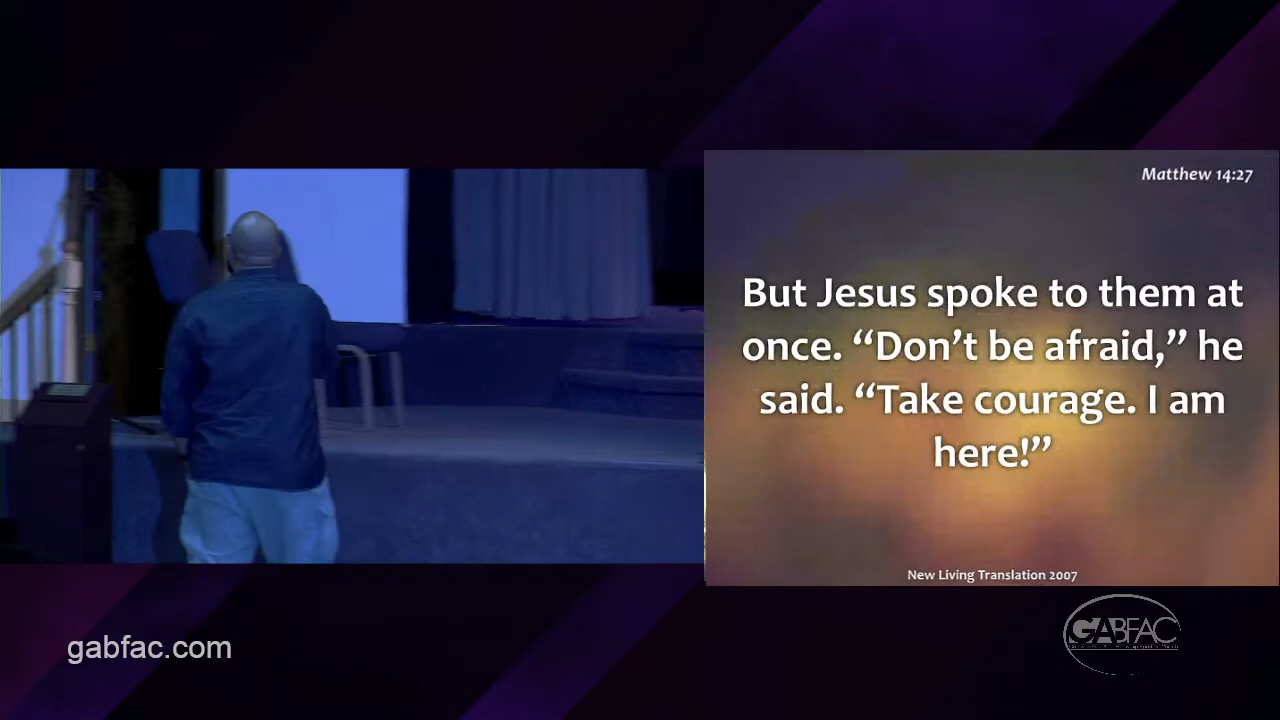 Matthew 14:27
But Jesus spoke to them at
once. “Don’t be afraid,” he
said. “Take courage. I am
here!”
New Living Translation 2007
gabfac.com
GABFAC